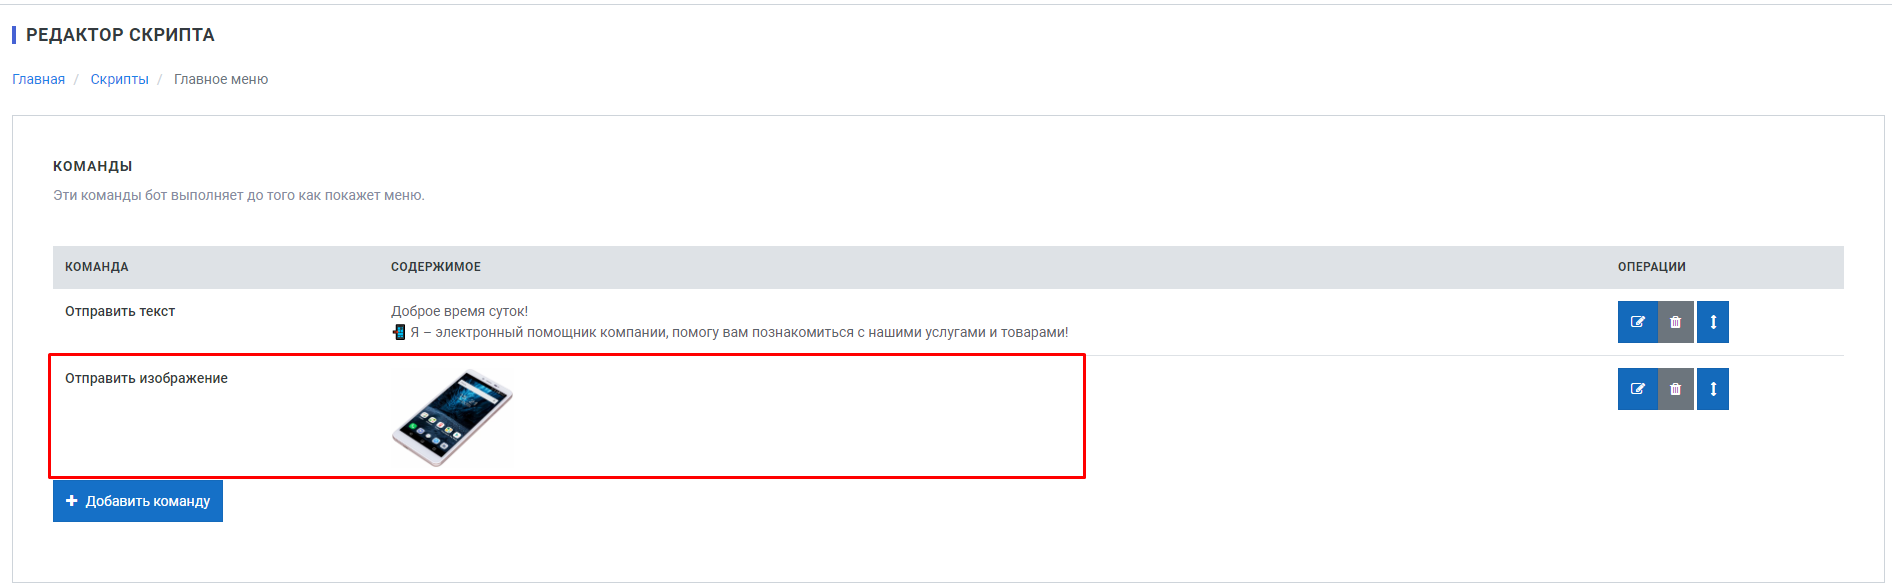 РЕДАКТОР СКРИПТА
Главная / Скрипты / Главное меню
КОМАНДЫ
Эти команды бот выполняет до того как покажет меню.
КОМАНДА СОДЕРЖИМОЕ ОПЕРАЦИИ
Отправить текст Доброе время суток!
📲 Я – электронный помощник компании, помогу вам познакомиться с нашими услугами и товарами!
Отправить изображение
+ Добавить команду